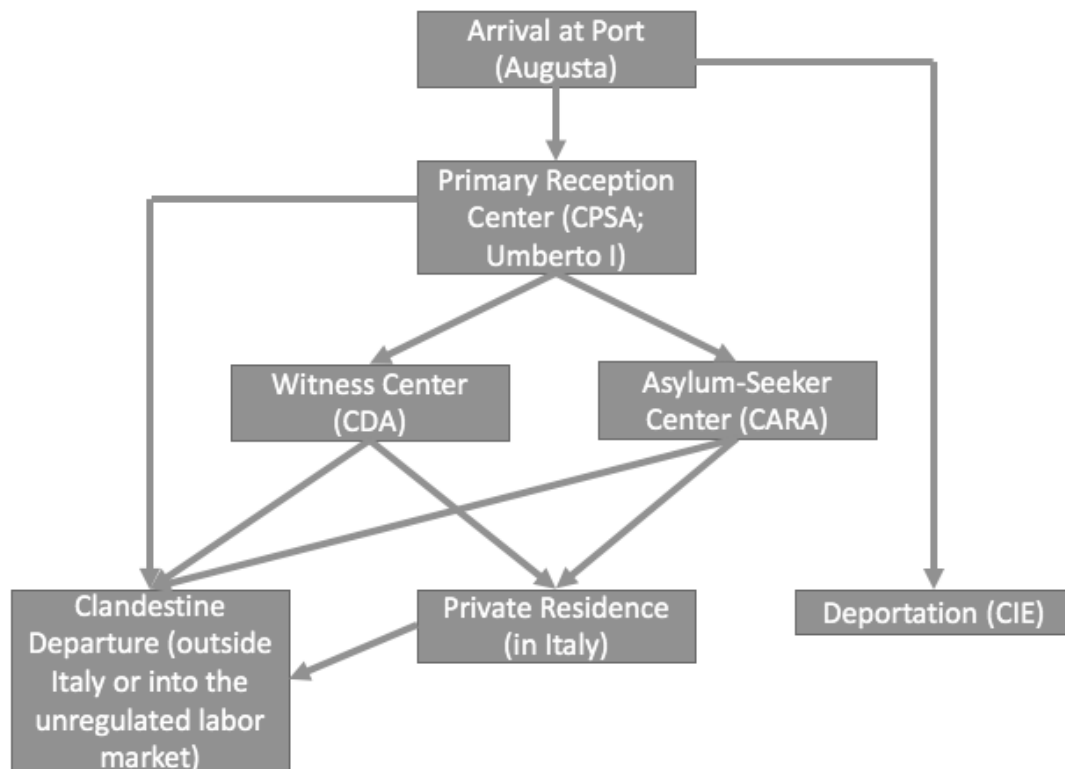 Arrival at Port
(Augusta)
Primary Reception
Center (CPSA;
Umberto I)
Witness Center
(CDA)
Asylum-Seeker
Center (CARA)
Clandestine
Departure (outside
Italy or into the
unregulated labor
market)
Private Residence
(in Italy)
Deportation (CIE)